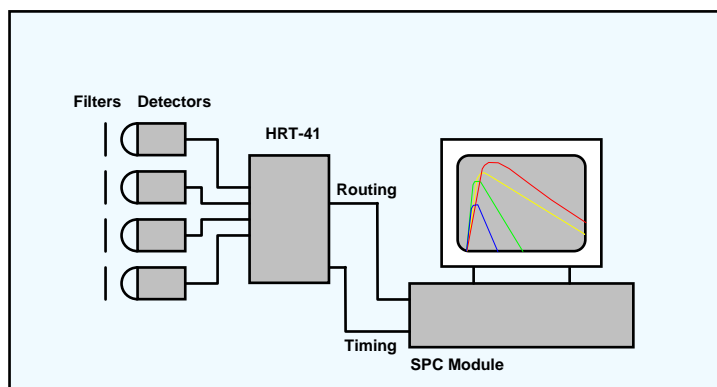 Filters Detectors
HRT-41
Routing
Timing
SPC Module